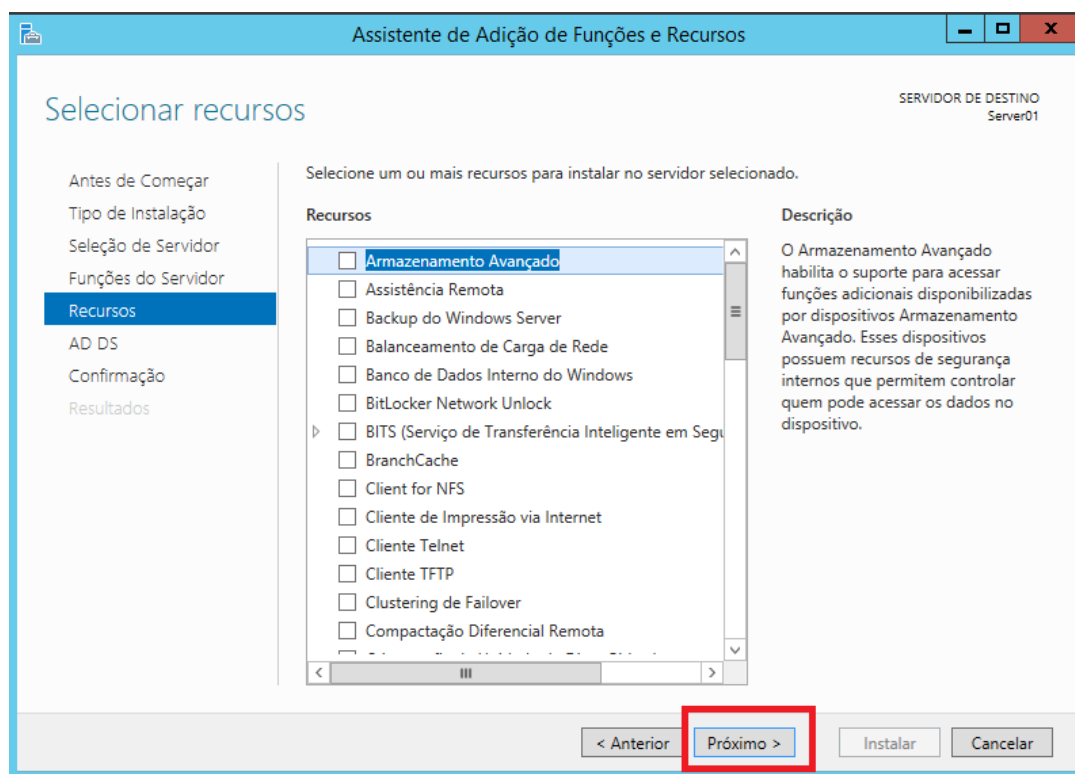 Assistente de Adição de Funções e Recursos
Selecionar recursos
SERVIDOR DE DESTINO
Server01
Antes de Começar
Tipo de Instalação
Seleção de Servidor
Funções do Servidor
Recursos
AD DS
Confirmação
Resultados
Selecione um ou mais recursos para instalar no servidor selecionado.
Recursos
Armazenamento Avançado
Assistência Remota
Backup do Windows Server
Balanceamento de Carga de Rede
Banco de Dados Interno do Windows
BitLocker Network Unlock
BITS (Serviço de Transferência Inteligente em Segu
BranchCache
Client for NFS
Cliente de Impressão via Internet
Cliente Telnet
Cliente TFTP
Clustering de Failover
Compactação Diferencial Remota
Descrição
O Armazenamento Avançado
habilita o suporte para acessar
funções adicionais disponibilizadas
por dispositivos Armazenamento
Avançado. Esses dispositivos
possuem recursos de segurança
internos que permitem controlar
quem pode acessar os dados no
dispositivo.
< Anterior
Próximo >
Instalar
Cancelar